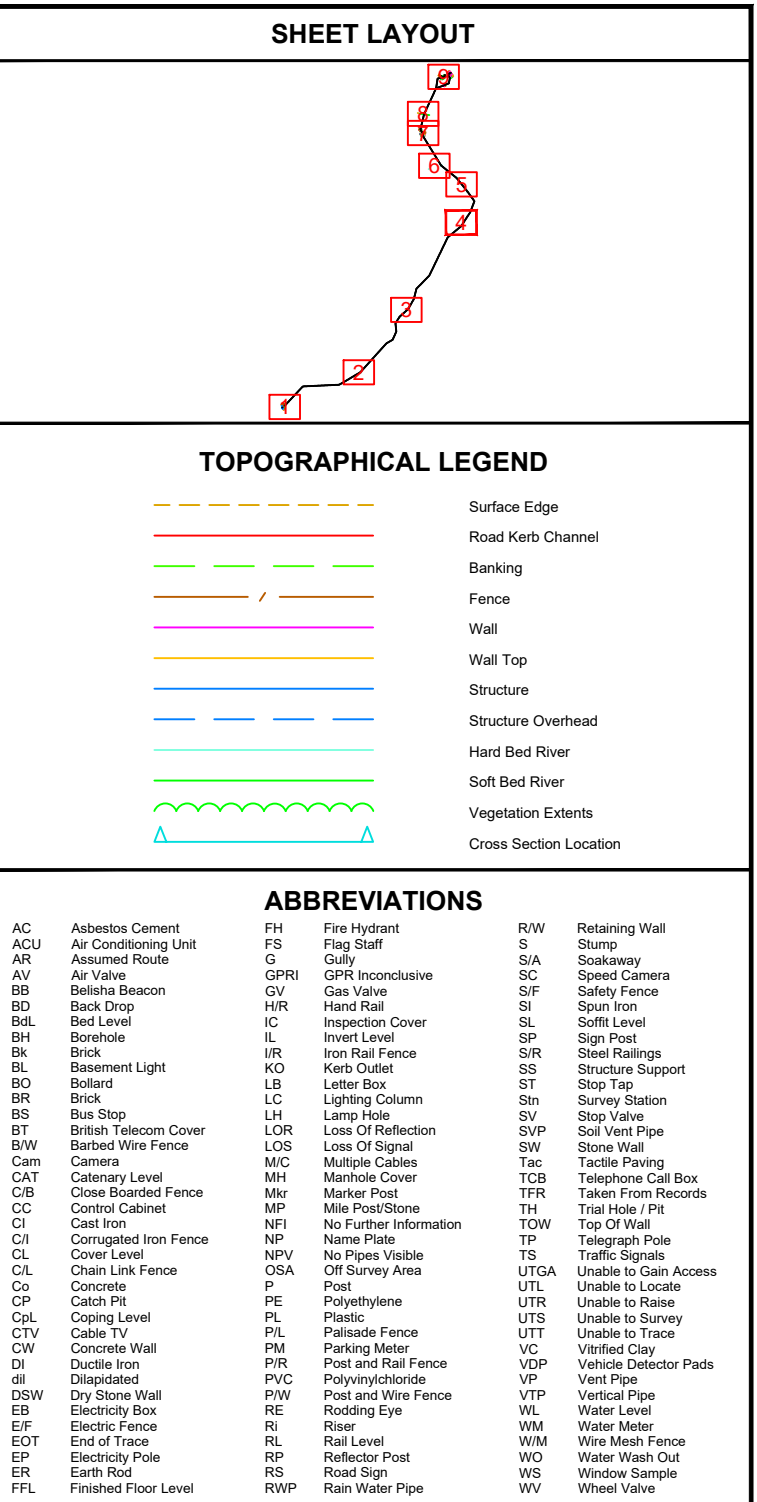 SHEET LAYOUT
9
8
7
6
5
4
3
2
1
TOPOGRAPHICAL LEGEND
Surface Edge
Road Kerb Channel
Banking
Fence
Wall
Wall Top
Structure
Structure Overhead
Hard Bed River
Soft Bed River
Vegetation Extents
Cross Section Location
ABBREVIATIONS
AC Asbestos Cement
ACU Air Conditioning Unit
AR Assumed Route
AV Air Valve
BB Belisha Beacon
BD Back Drop
BdL Bed Level
BH Borehole
Bk Brick
BL Basement Light
BO Bollard
BR Brick
BS Bus Stop
BT British Telecom Cover
B/W Barbed Wire Fence
Cam Camera
CAT Catenary Level
C/B Close Boarded Fence
CC Control Cabinet
CI Cast Iron
C/I Corrugated Iron Fence
CL Cover Level
C/L Chain Link Fence
Co Concrete
CP Catch Pit
CpL Coping Level
CTV Cable TV
CW Concrete Wall
DI Ductile Iron
dil Dilapidated
DSW Dry Stone Wall
EB Electricity Box
E/F Electric Fence
EOT End of Trace
EP Electricity Pole
ER Earth Rod
FFL Finished Floor Level
FH Fire Hydrant
FS Flag Staff
G Gully
GPRI GPR Inconclusive
GV Gas Valve
H/R Hand Rail
IC Inspection Cover
IL Invert Level
I/R Iron Rail Fence
KO Kerb Outlet
LB Letter Box
LC Lighting Column
LH Lamp Hole
LOR Loss Of Reflection
LOS Loss Of Signal
M/C Multiple Cables
MH Manhole Cover
Mkr Marker Post
MP Mile Post/Stone
NFI No Further Information
NP Name Plate
NPV No Pipes Visible
OSA Off Survey Area
P Post
PE Polyethylene
PL Plastic
P/L Palisade Fence
PM Parking Meter
P/R Post and Rail Fence
PVC Polyvinylchloride
P/W Post and Wire Fence
RE Rodding Eye
Ri Riser
RL Rail Level
RP Reflector Post
RS Road Sign
RWP Rain Water Pipe
R/W Retaining Wall
S Stump
S/A Soakaway
SC Speed Camera
S/F Safety Fence
SI Spun Iron
SL Soffit Level
SP Sign Post
S/R Steel Railings
SS Structure Support
ST Stop Tap
Stn Survey Station
SV Stop Valve
SVP Soil Vent Pipe
SW Stone Wall
Tac Tactile Paving
TCB Telephone Call Box
TFR Taken From Records
TH Trial Hole / Pit
TOW Top Of Wall
TP Telegraph Pole
TS Traffic Signals
UTGA Unable to Gain Access
UTL Unable to Locate
UTR Unable to Raise
UTS Unable to Survey
UTT Unable to Trace
VC Vitrified Clay
VDP Vehicle Detector Pads
VP Vent Pipe
VTP Vertical Pipe
WL Water Level
WM Water Meter
W/M Wire Mesh Fence
WO Water Wash Out
WS Window Sample
WV Wheel Valve